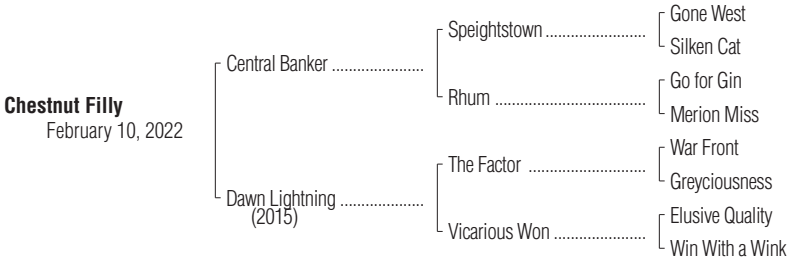 Gone West
Speightstown ........................
Silken Cat
Central Banker ......................
Go for Gin
Rhum ....................................
Merion Miss
Chestnut Filly
February 10, 2022
War Front
The Factor ............................
Greyciousness
Dawn Lightning ....................
(2015)
Elusive Quality
Vicarious Won ......................
Win With a Wink